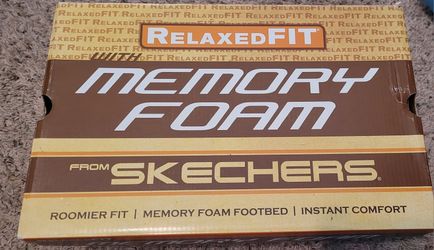 RELAXEDFIT®
WITH
MEMORY
FOAM
FROM SKECHERS®
ROOMIER FIT | MEMORY FOAM FOOTBED | INSTANT COMFORT